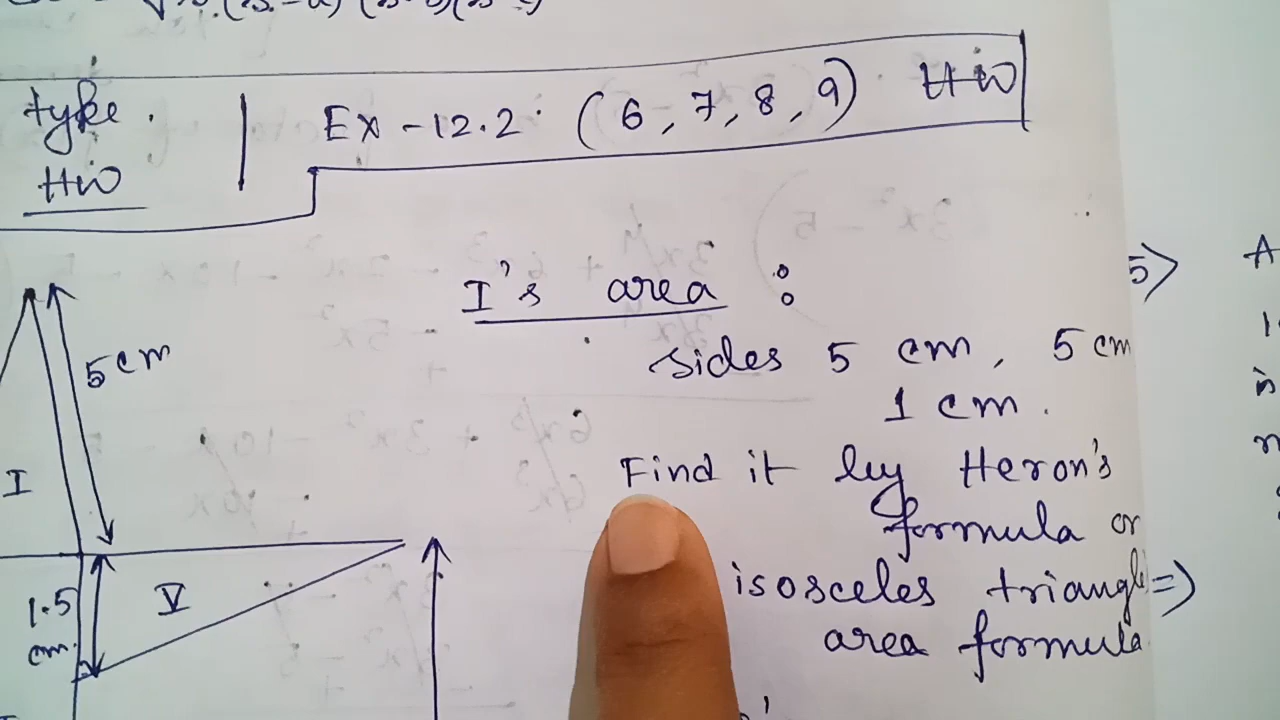 type.
HW
Ex - 12.2 (6, 7, 8, 9) HW
I's area :
sides 5 cm, 5 cm
1 cm.
Find it by Heron's
formula or
isosceles triangle
area formula
5 cm
I
1.5
cm
V
5)
A